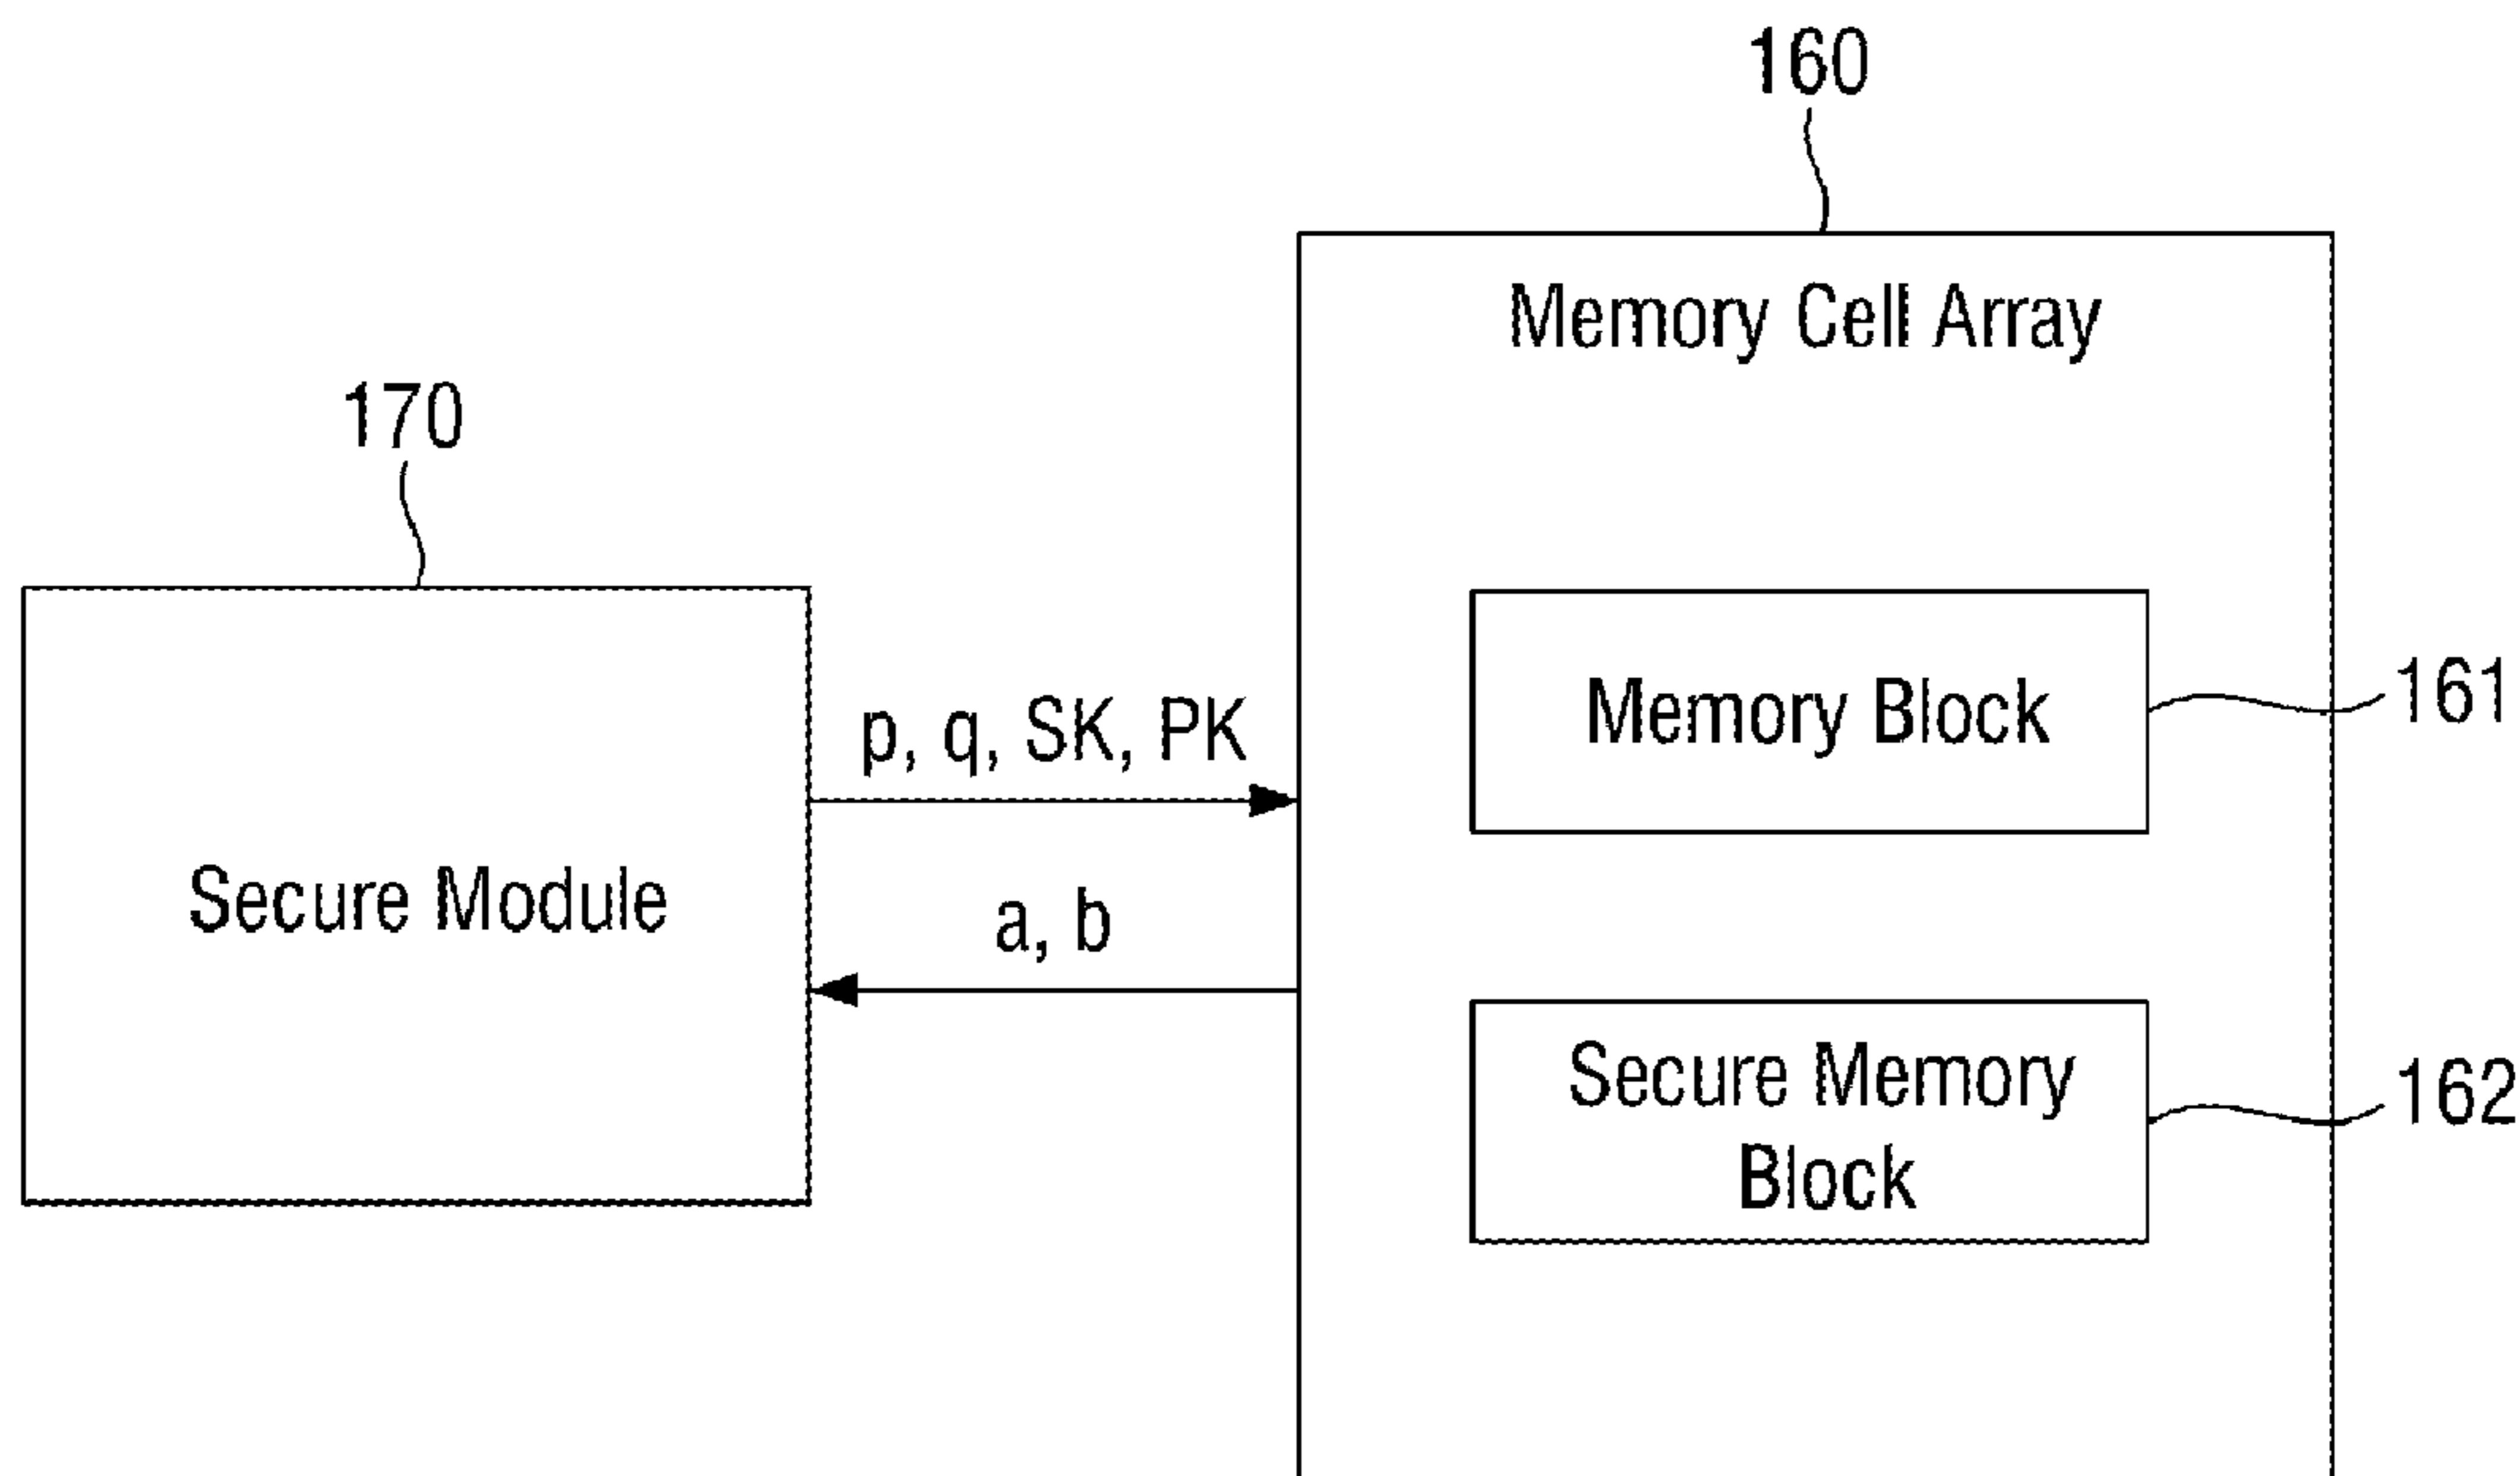 160
Memory Cell Array
170
Memory Block
161
p, q, SK, PK
Secure Module
a, b
Secure Memory
Block
162